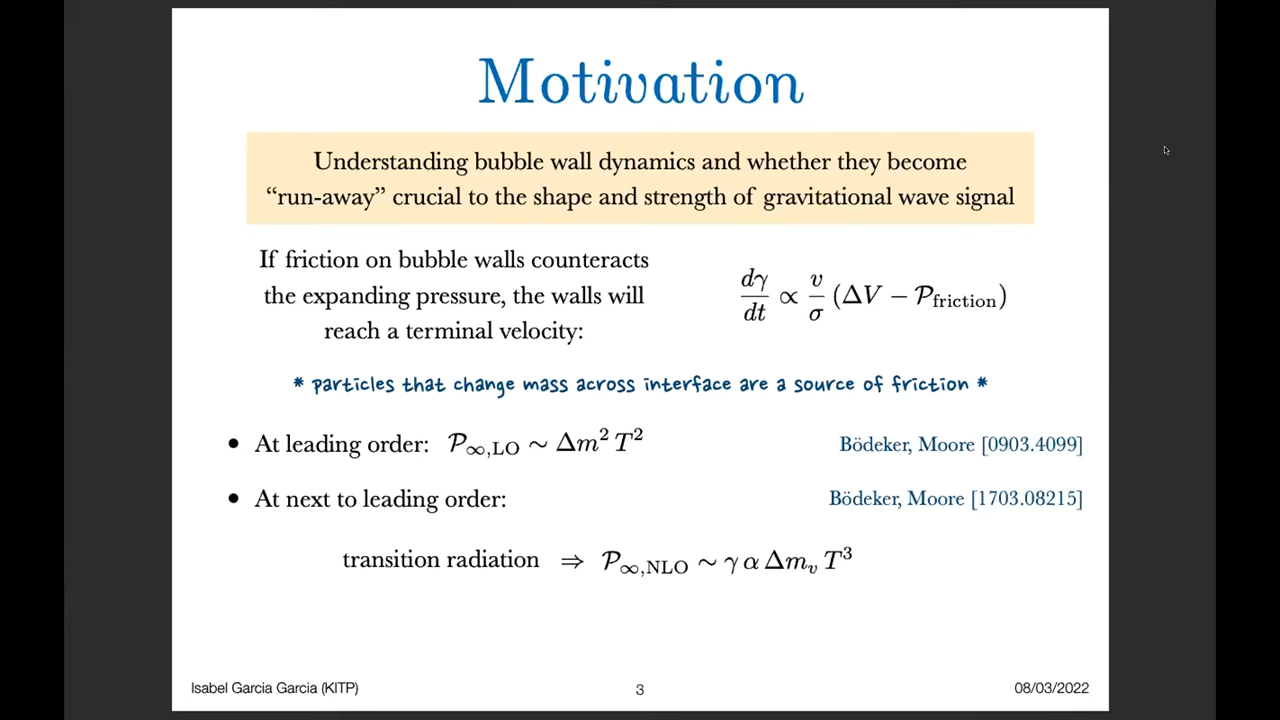 Motivation
Understanding bubble wall dynamics and whether they become
“run-away” crucial to the shape and strength of gravitational wave signal
If friction on bubble walls counteracts
the expanding pressure, the walls will
reach a terminal velocity:
dγ/dt ∝ v/σ (ΔV − 𝒫_friction)
* particles that change mass across interface are a source of friction *
• At leading order: 𝒫_∞,LO ∼ Δm² T² Bödeker, Moore [0903.4099]
• At next to leading order: Bödeker, Moore [1703.08215]
transition radiation ⇒ 𝒫_∞,NLO ∼ γ α Δm_v T³
Isabel Garcia Garcia (KITP) 3 08/03/2022